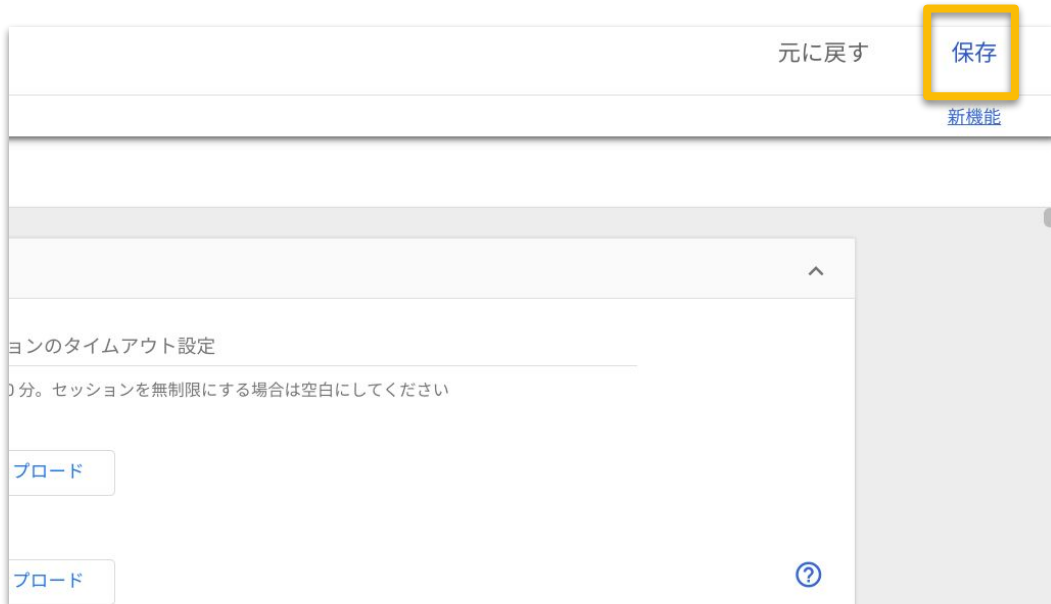 元に戻す 保存
新機能
ョンのタイムアウト設定
0 分。セッションを無制限にする場合は空白にしてください
プロード
プロード